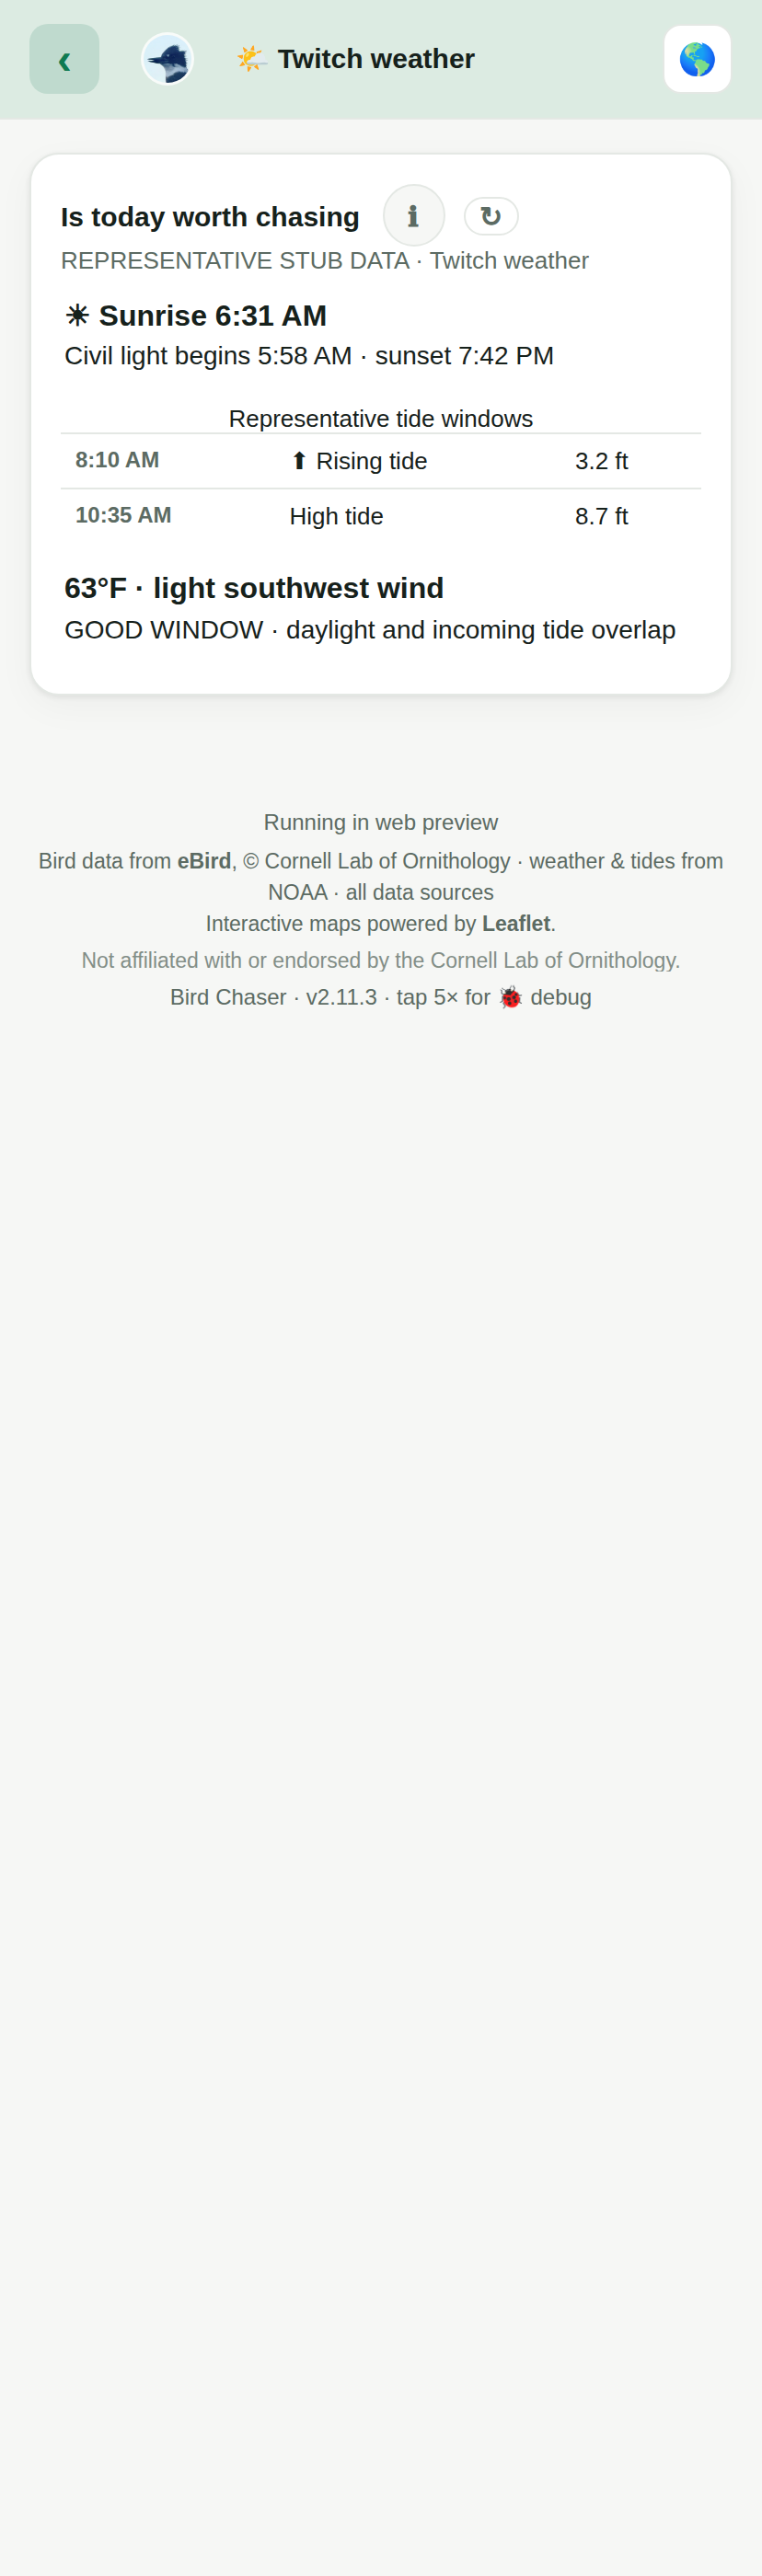 ‹ 🌤️ Twitch weather 🌎
Is today worth chasing ℹ ↻
REPRESENTATIVE STUB DATA · Twitch weather
☀ Sunrise 6:31 AM
Civil light begins 5:58 AM · sunset 7:42 PM
Representative tide windows
8:10 AM ⬆ Rising tide 3.2 ft
10:35 AM High tide 8.7 ft
63°F · light southwest wind
GOOD WINDOW · daylight and incoming tide overlap
Running in web preview
Bird data from eBird, © Cornell Lab of Ornithology · weather & tides from
NOAA · all data sources
Interactive maps powered by Leaflet.
Not affiliated with or endorsed by the Cornell Lab of Ornithology.
Bird Chaser · v2.11.3 · tap 5× for 🐞 debug